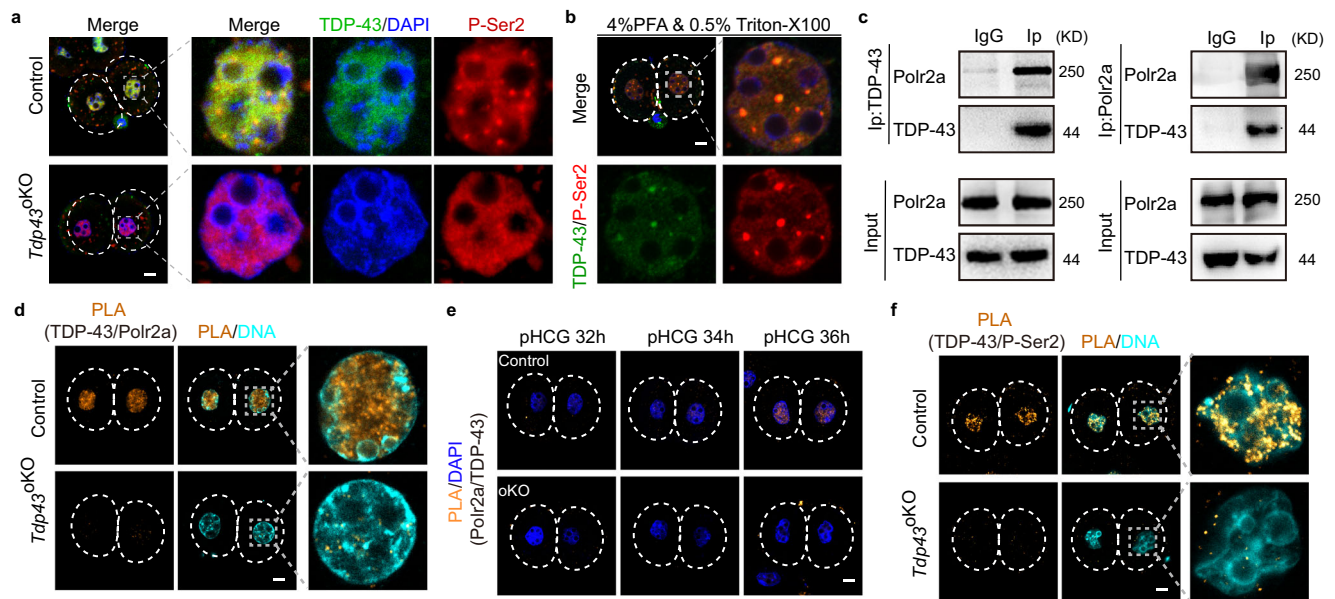 a
Merge
Merge
TDP-43/DAPI
P-Ser2
Control
Tdp43oKO
b
4%PFA & 0.5% Triton-X100
Merge
TDP-43/P-Ser2
c
IgG
Ip
(KD)
Ip:TDP-43
Polr2a
250
TDP-43
44
Input
Polr2a
250
TDP-43
44
IgG
Ip
(KD)
Ip:Polr2a
Polr2a
250
TDP-43
44
Input
Polr2a
250
TDP-43
44
d
PLA
(TDP-43/Polr2a)
PLA/DNA
Control
Tdp43oKO
e
pHCG 32h
pHCG 34h
pHCG 36h
PLA/DAPI
(Polr2a/TDP-43)
Control
oKO
f
PLA
(TDP-43/P-Ser2)
PLA/DNA
Control
Tdp43oKO